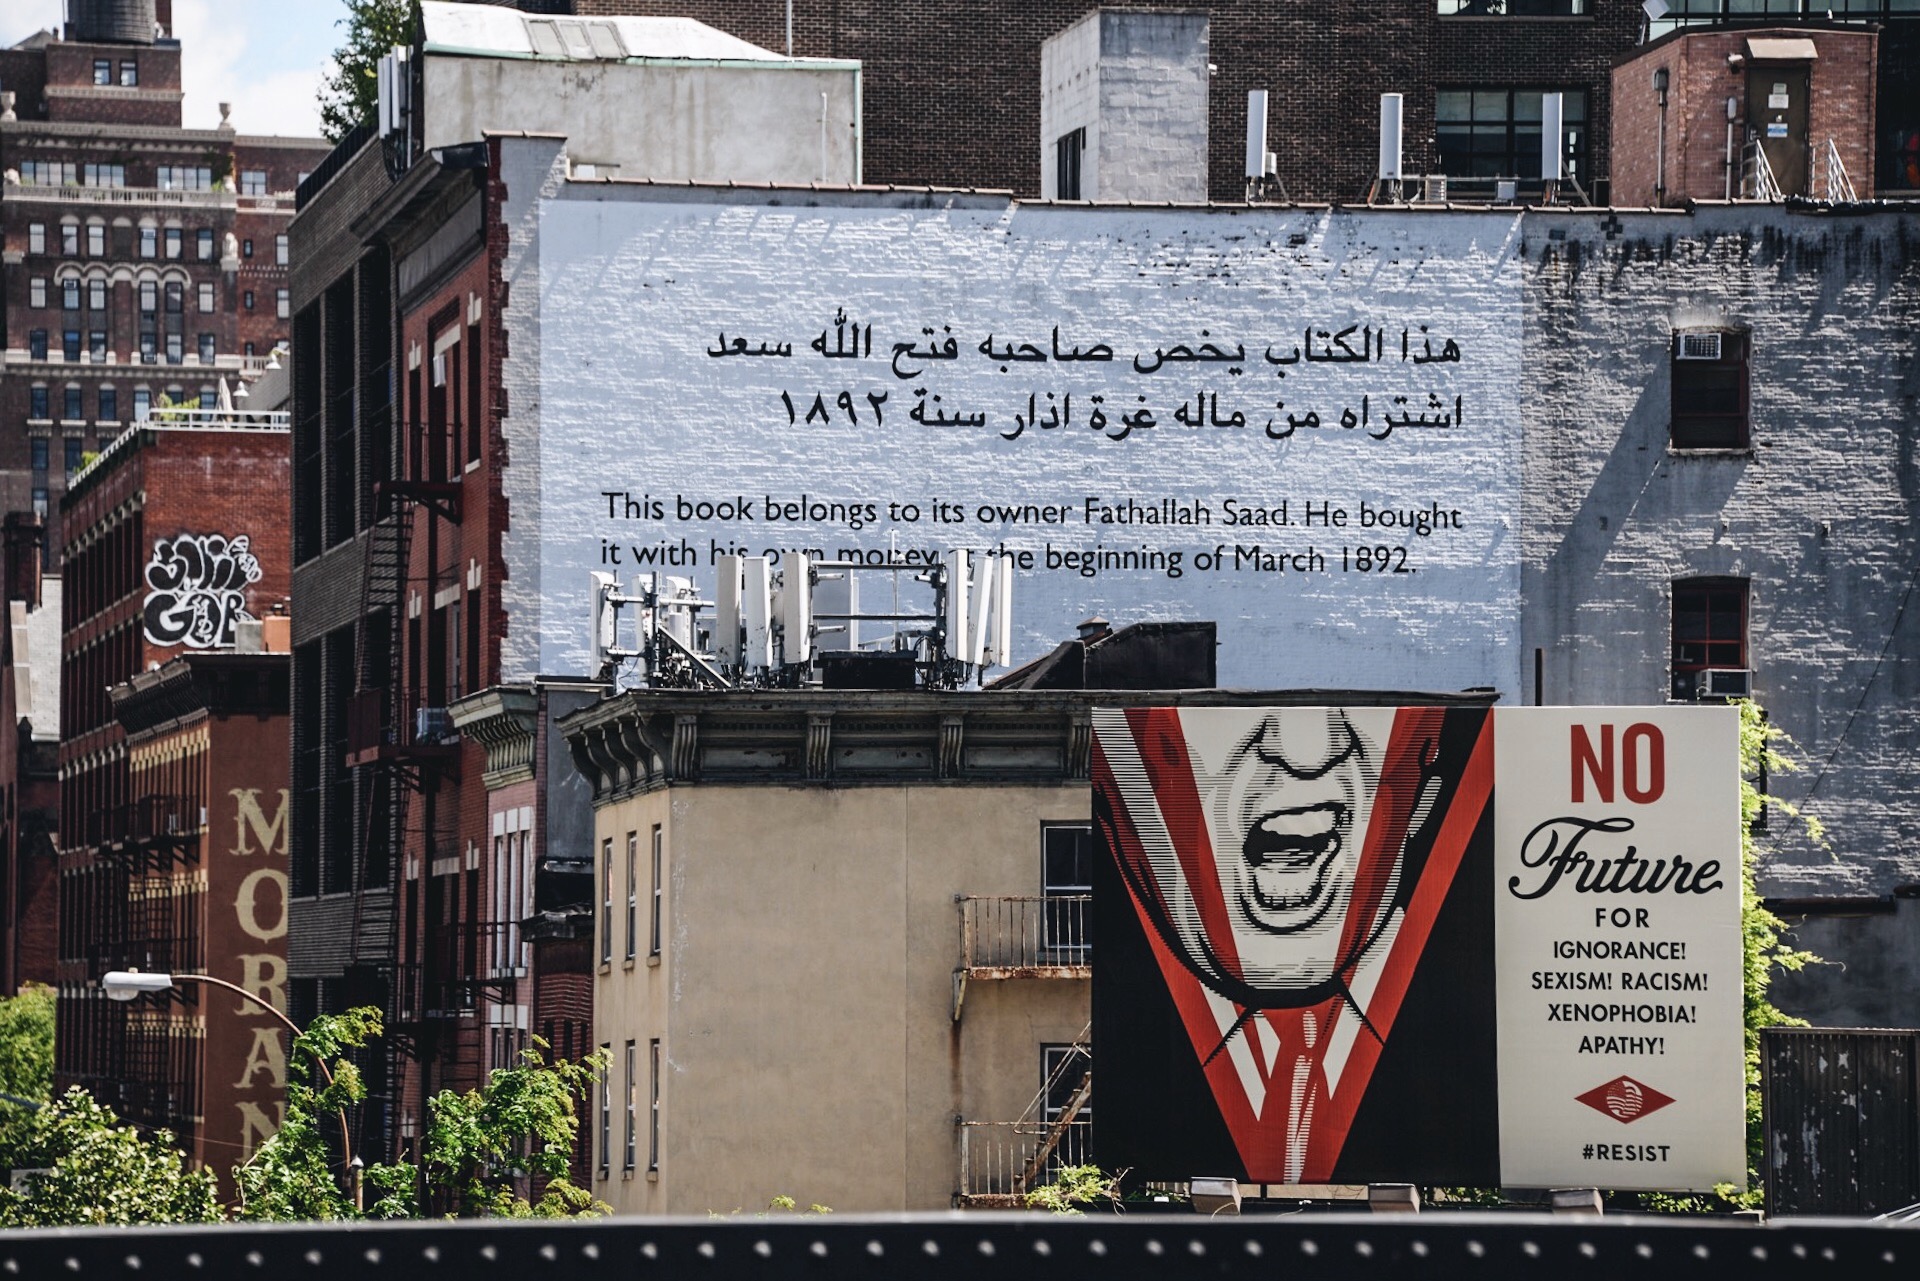 هذا الكتاب يخص صاحبه فتح الله سعد
اشتراه من ماله غرة اذار سنة ١٨٩٢
This book belongs to its owner Fathallah Saad. He bought
it with his own money at the beginning of March 1892.
MORAN
NO
Future
FOR
IGNORANCE!
SEXISM! RACISM!
XENOPHOBIA!
APATHY!
#RESIST